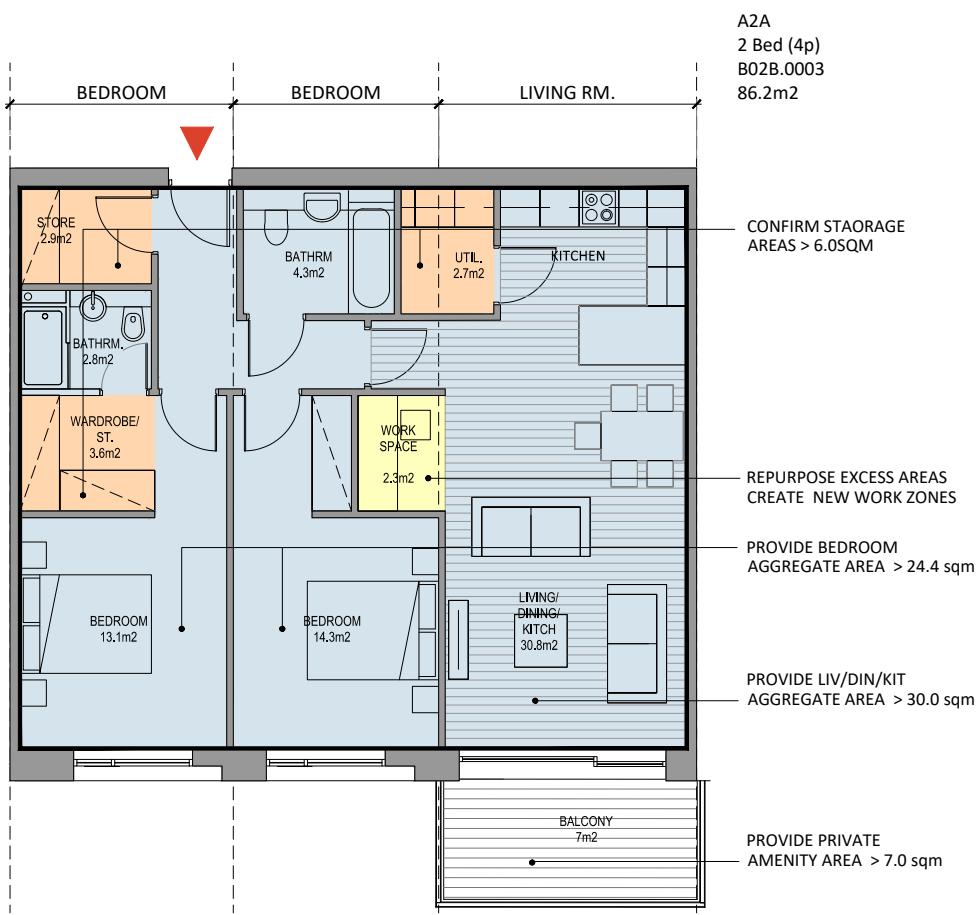 A2A
2 Bed (4p)
B02B.0003
86.2m2
BEDROOM
BEDROOM
LIVING RM.
STORE
2.9m2
BATHRM
4.3m2
UTIL.
2.7m2
KITCHEN
CONFIRM STAORAGE
AREAS > 6.0SQM
BATHRM.
2.8m2
WARDROBE/
ST.
3.6m2
WORK
SPACE
2.3m2
REPURPOSE EXCESS AREAS
CREATE NEW WORK ZONES
PROVIDE BEDROOM
AGGREGATE AREA > 24.4 sqm
BEDROOM
13.1m2
BEDROOM
14.3m2
LIVING/
DINING/
KITCH
30.8m2
PROVIDE LIV/DIN/KIT
AGGREGATE AREA > 30.0 sqm
BALCONY
7m2
PROVIDE PRIVATE
AMENITY AREA > 7.0 sqm